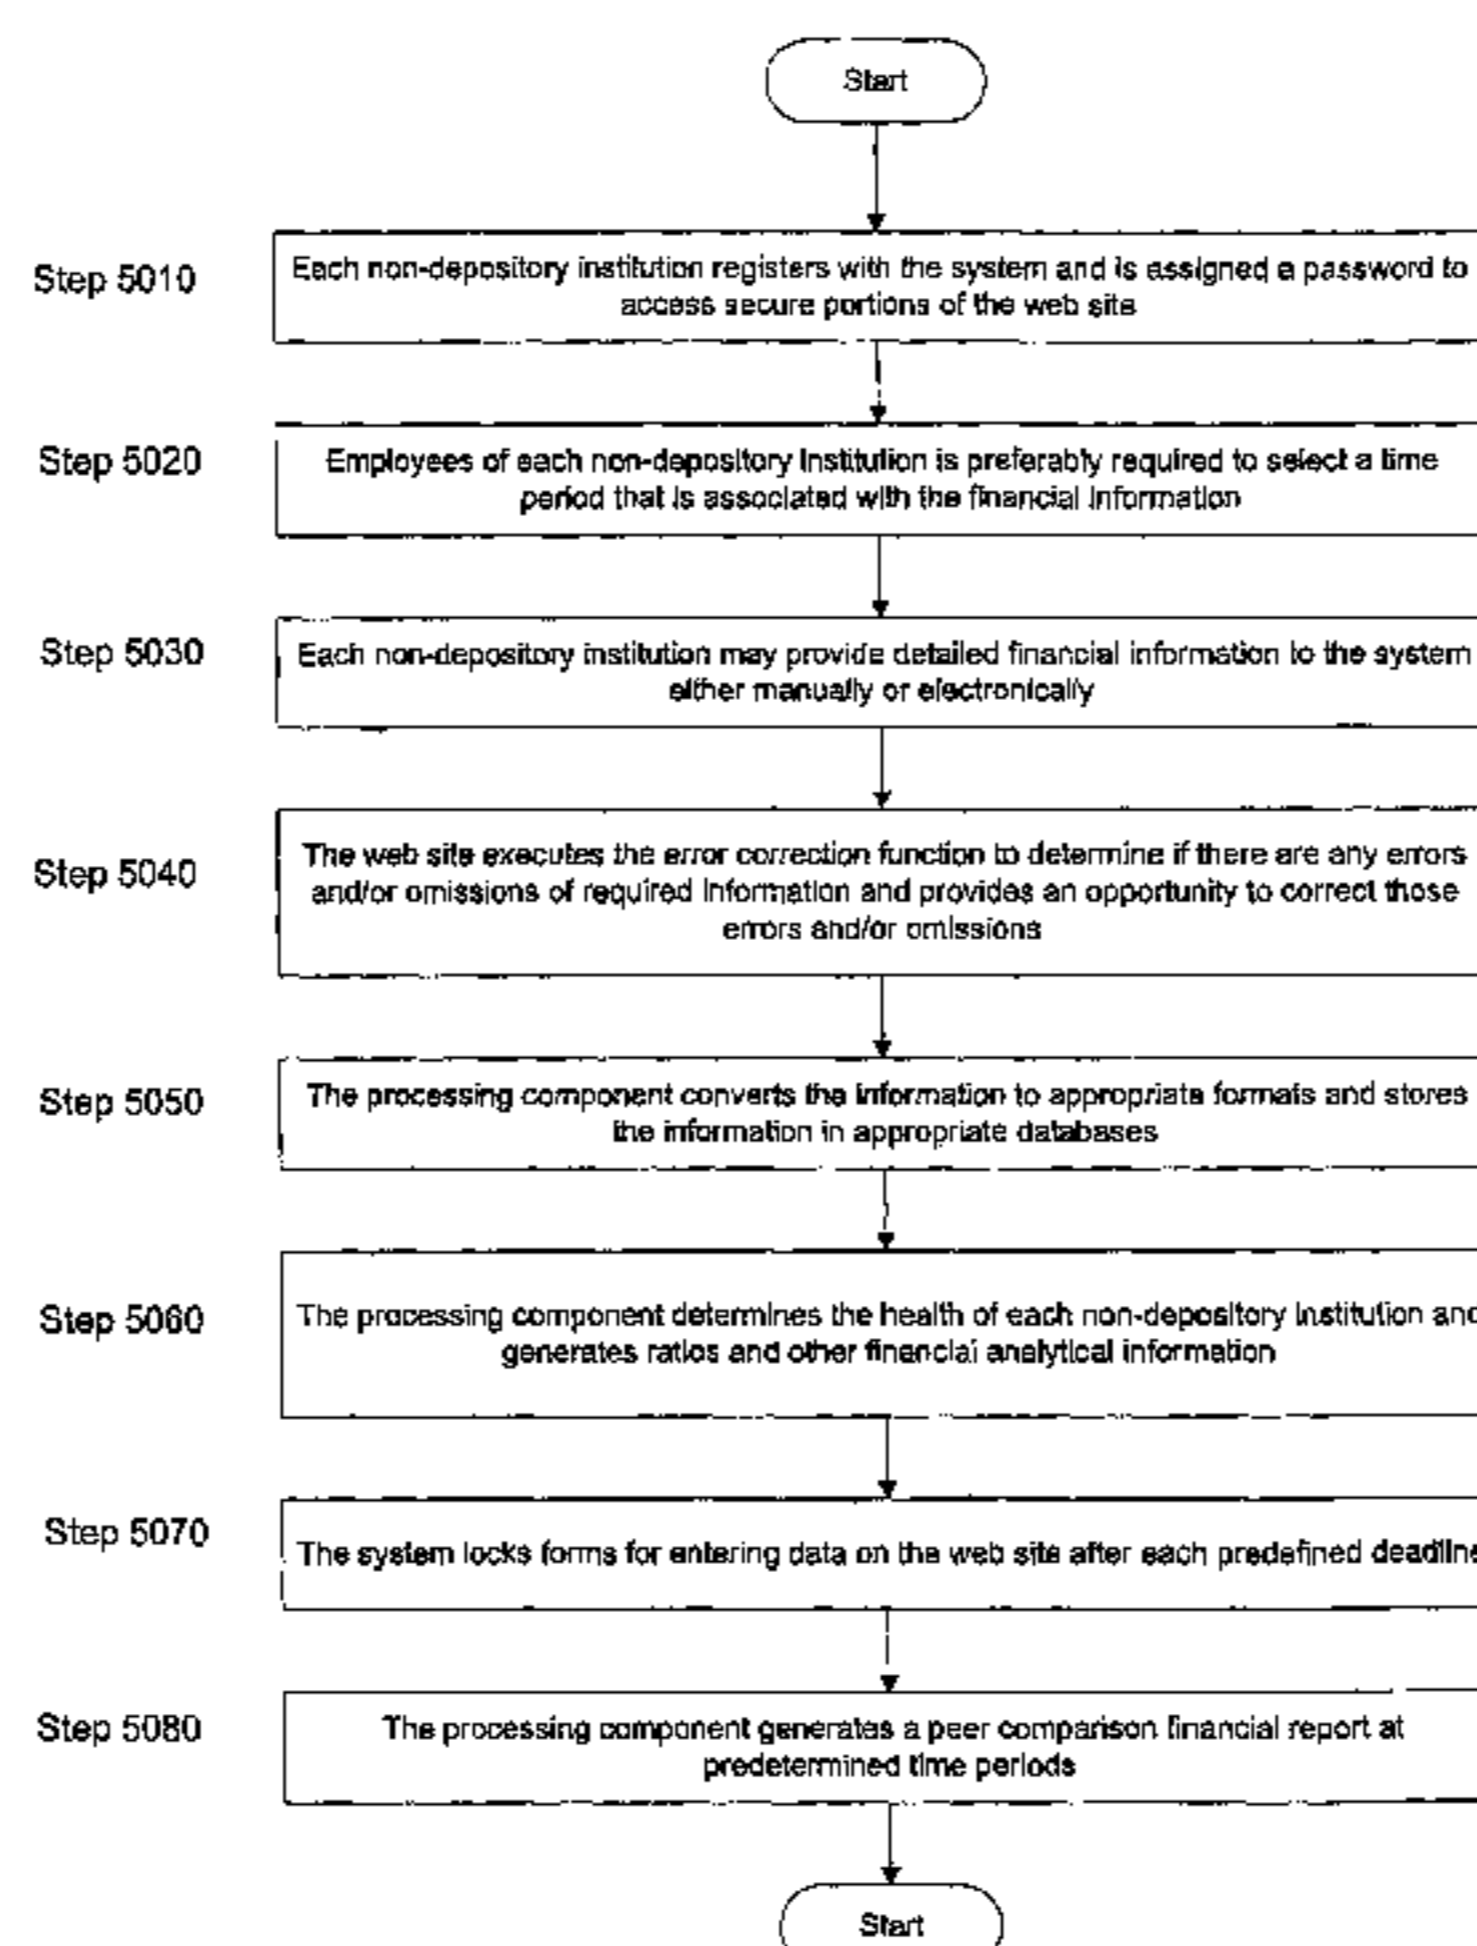 Start
Step 5010
Each non-depository institution registers with the system and is assigned a password to
access secure portions of the web site
Step 5020
Employees of each non-depository institution is preferably required to select a time
period that is associated with the financial information
Step 5030
Each non-depository institution may provide detailed financial information to the system
either manually or electronically
Step 5040
The web site executes the error correction function to determine if there are any errors
and/or omissions of required information and provides an opportunity to correct those
errors and/or omissions
Step 5050
The processing component converts the information to appropriate formats and stores
the information in appropriate databases
Step 5060
The processing component determines the health of each non-depository institution and
generates ratios and other financial analytical information
Step 5070
The system locks forms for entering data on the web site after each predefined deadline
Step 5080
The processing component generates a peer comparison financial report at
predetermined time periods
Start